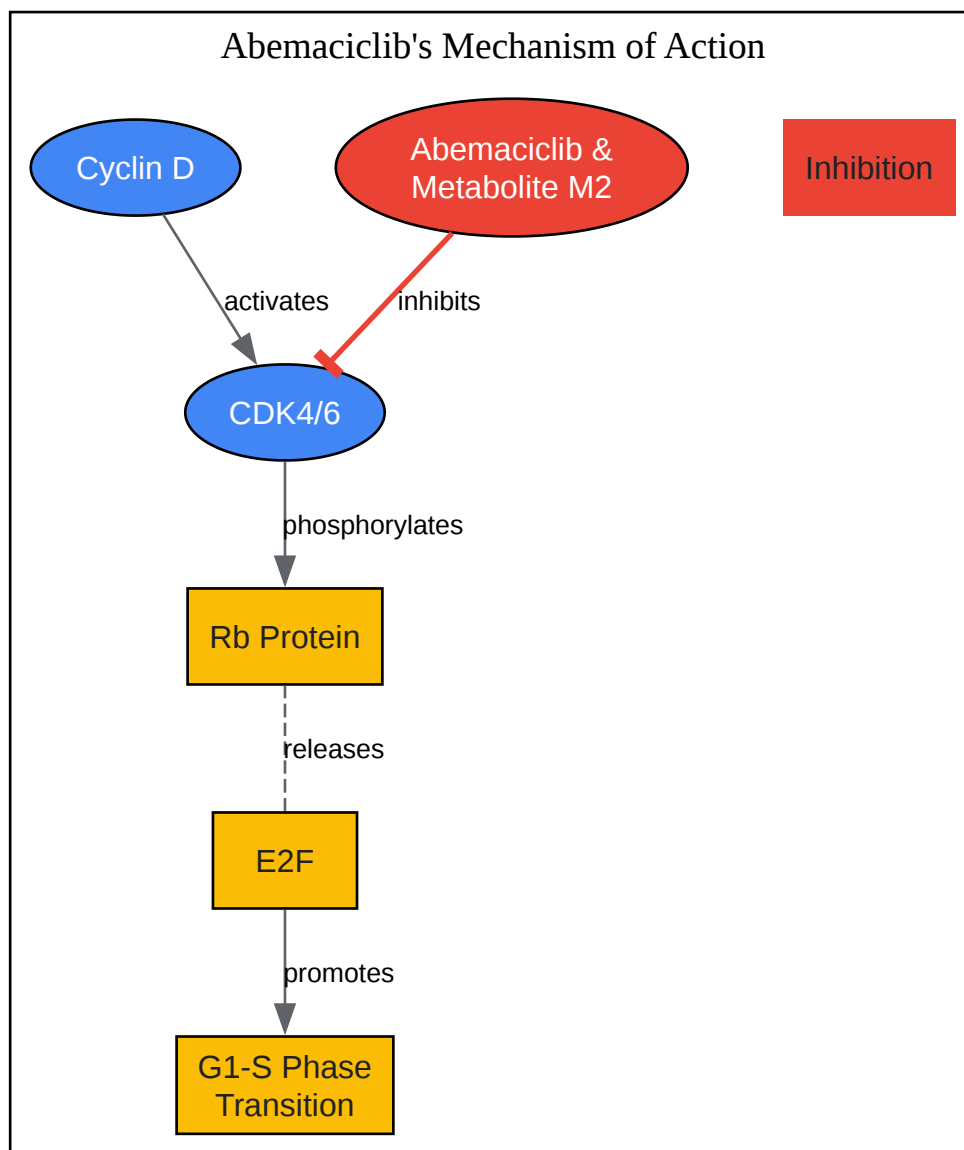 Abemaciclib's Mechanism of Action
Cyclin D
Abemaciclib &
Metabolite M2
Inhibition
activates
inhibits
CDK4/6
phosphorylates
Rb Protein
releases
E2F
promotes
G1-S Phase
Transition